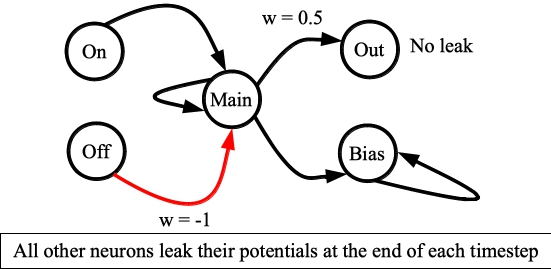 w = 0.5
On
Out
No leak
Main
Off
Bias
w = -1
All other neurons leak their potentials at the end of each timestep